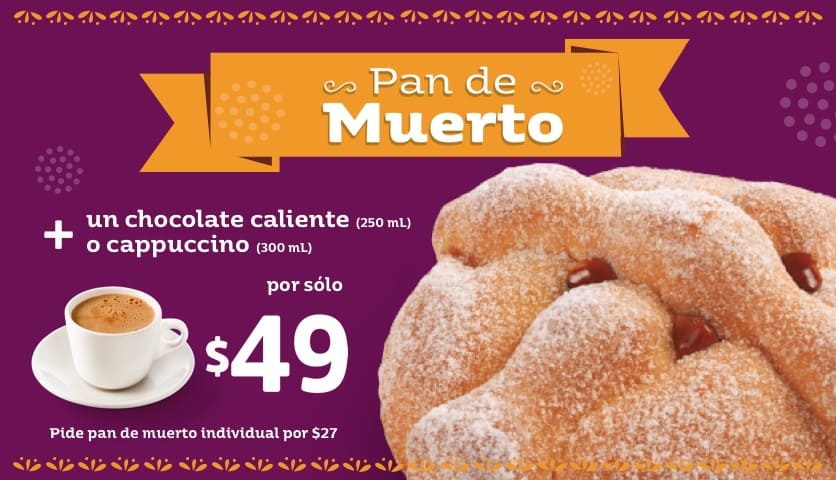 Pan de
Muerto
+ un chocolate caliente (250 mL)
o cappuccino (300 mL)
por sólo
$49
Pide pan de muerto individual por $27